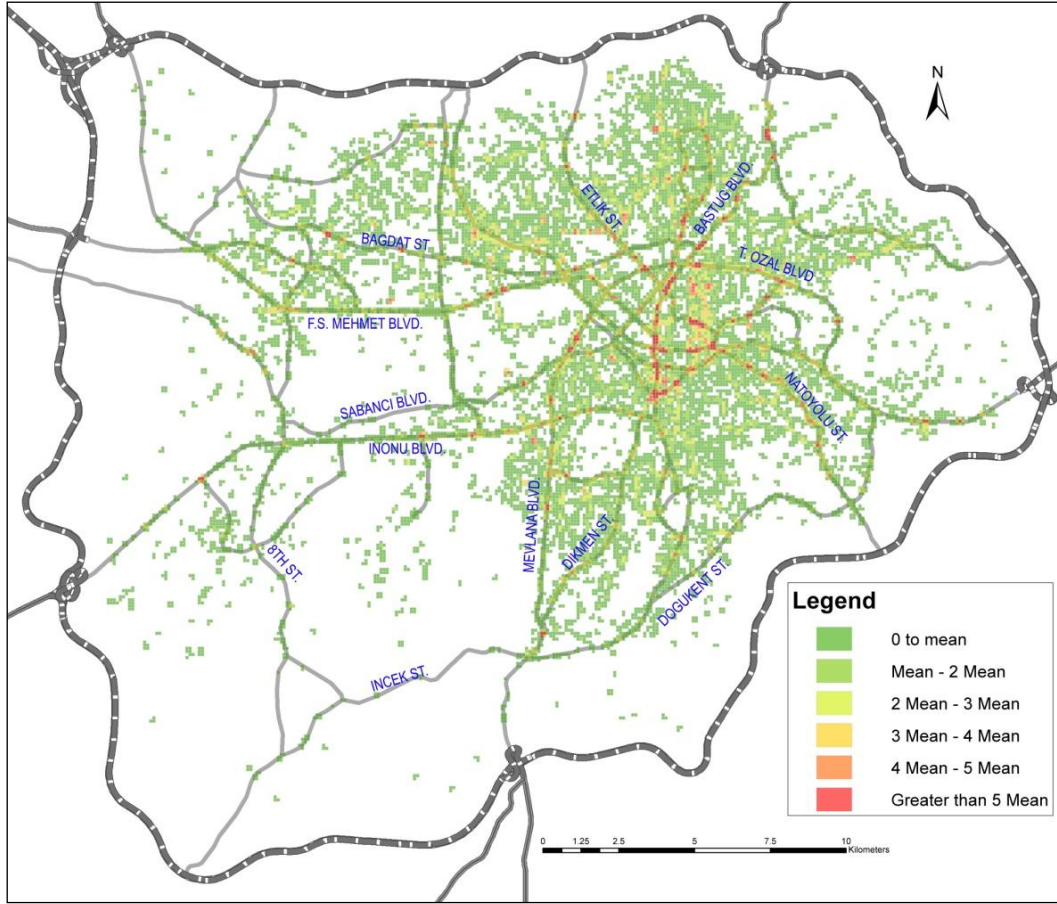 N
ETLIK ST.
BASTUG BLVD.
BAGDAT ST.
T. OZAL BLVD
F.S. MEHMET BLVD.
NATOYOLU ST.
SABANCI BLVD.
INONU BLVD.
MEVLANA BLVD.
DIKMEN ST.
8TH ST.
DOGUKENT ST.
INCEK ST.
Legend
0 to mean
Mean - 2 Mean
2 Mean - 3 Mean
3 Mean - 4 Mean
4 Mean - 5 Mean
Greater than 5 Mean
0 1.25 2.5 5 7.5 10
Kilometers